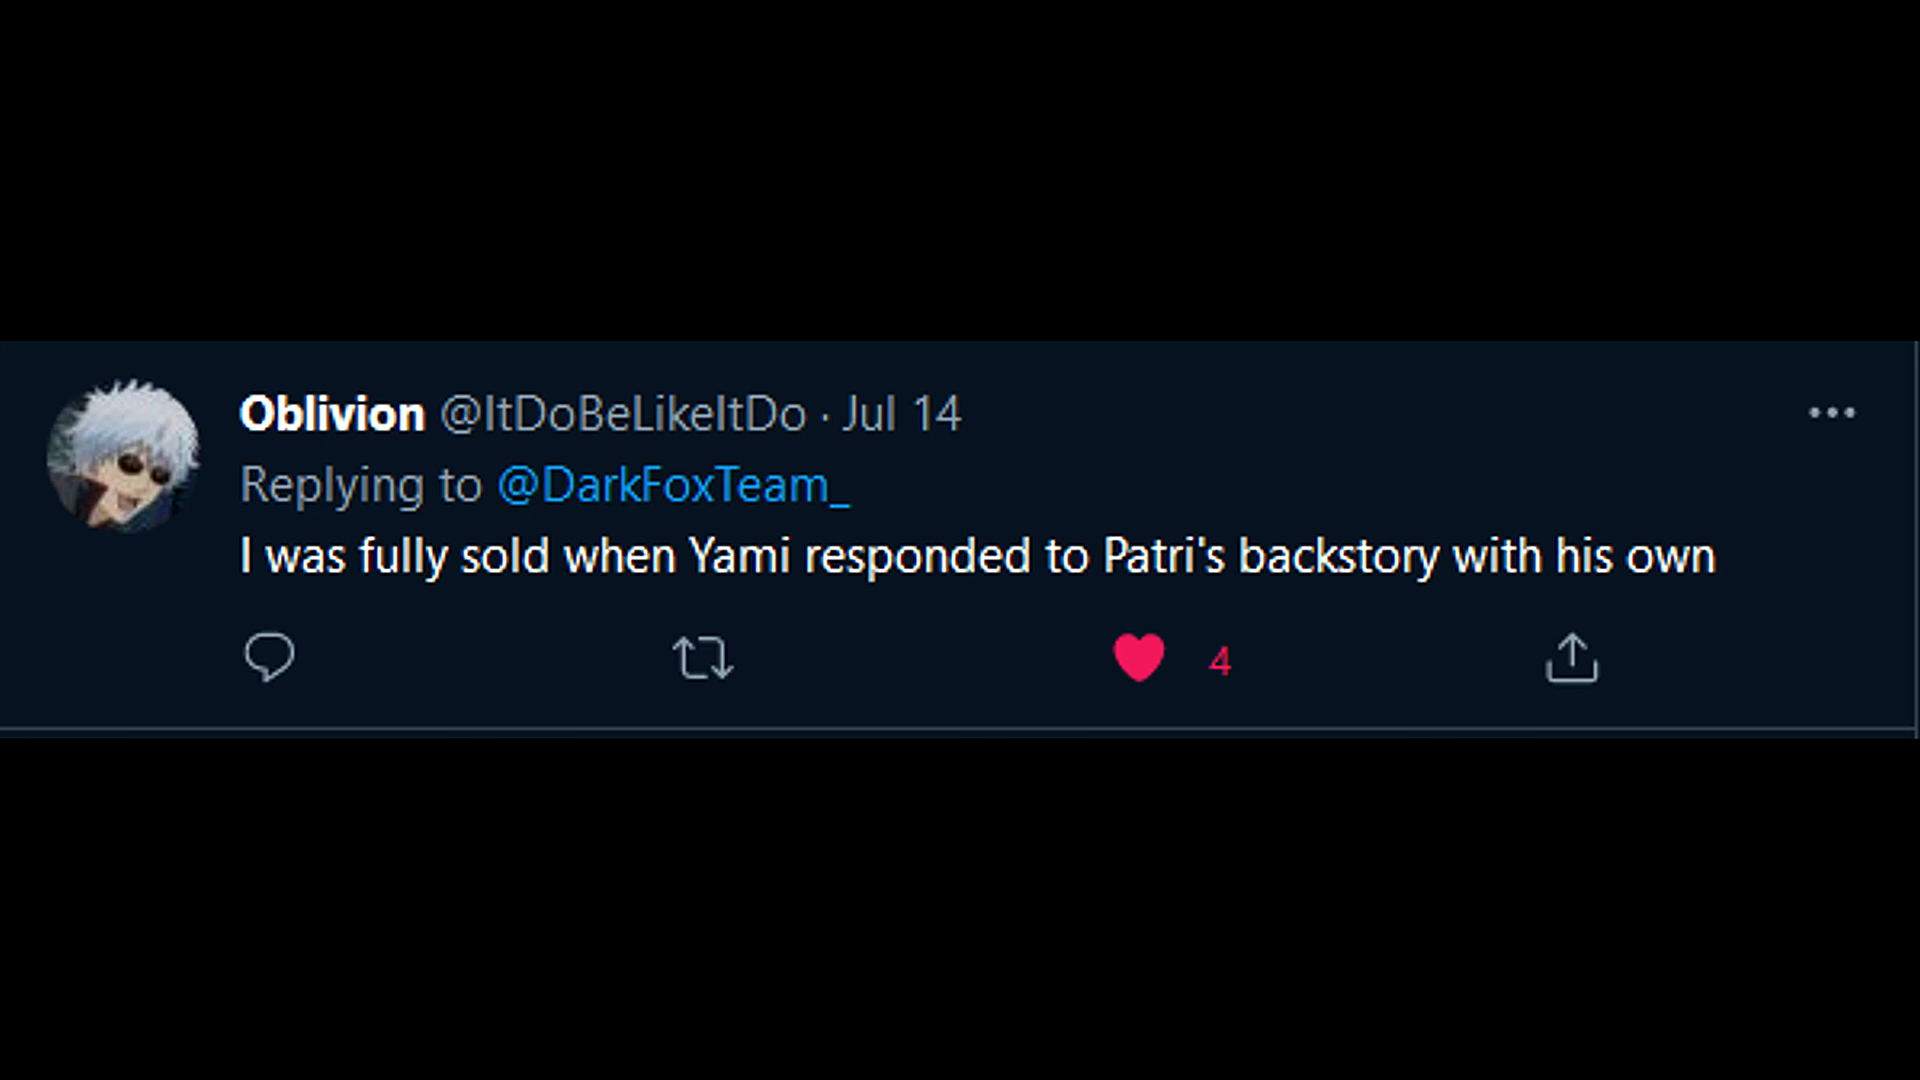 Oblivion @ItDoBeLikeItDo · Jul 14
Replying to @DarkFoxTeam_
I was fully sold when Yami responded to Patri's backstory with his own
4